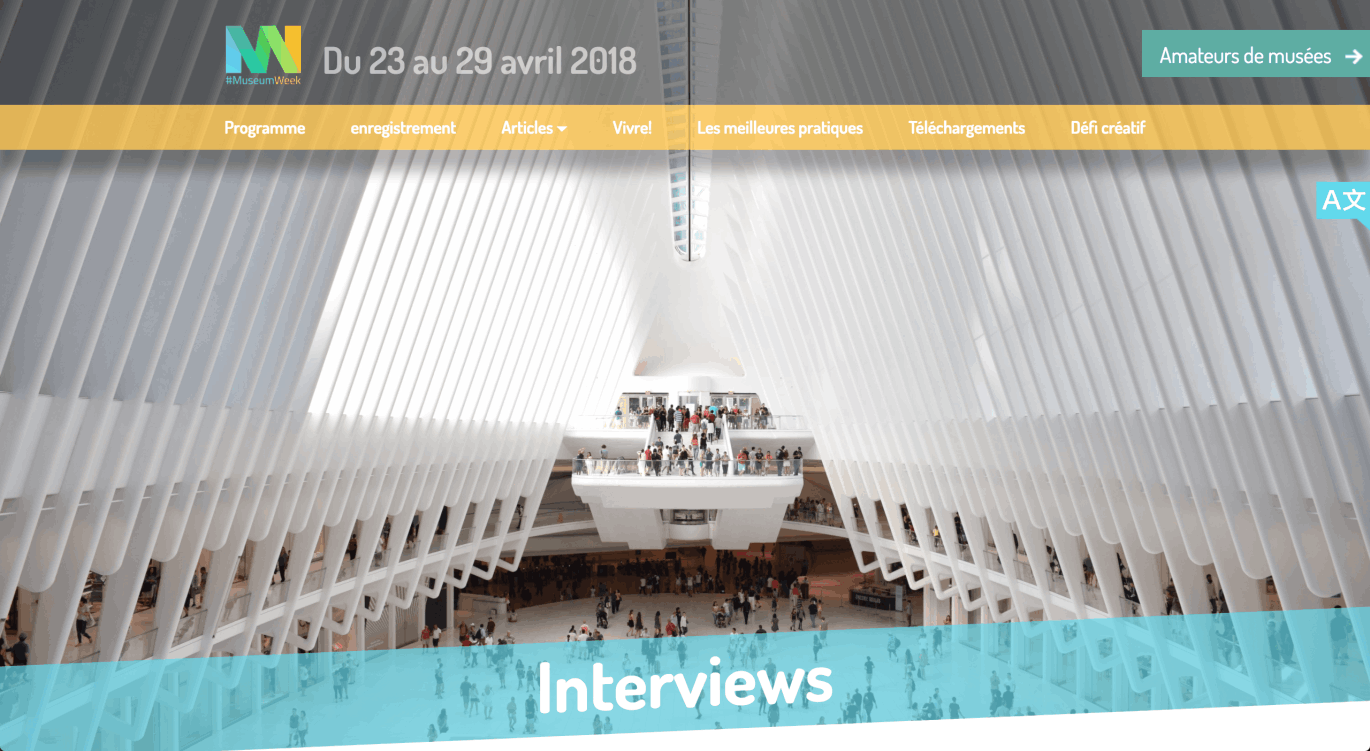 #MuseumWeek
Du 23 au 29 avril 2018
Amateurs de musées
Programme enregistrement Articles Vivre! Les meilleures pratiques Téléchargements Défi créatif
A文
Interviews